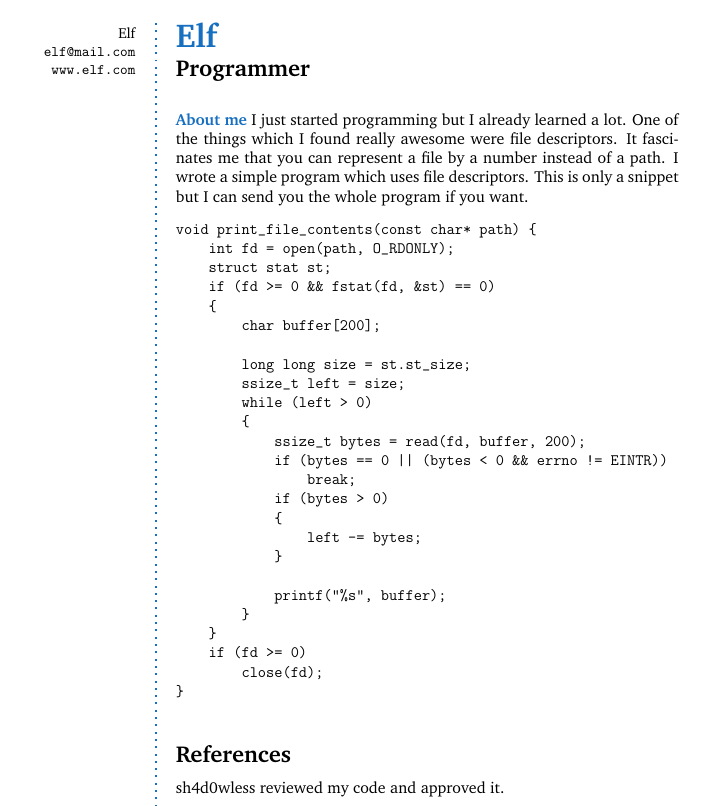 Elf
elf@mail.com
www.elf.com
Elf
Programmer
About me I just started programming but I already learned a lot. One of
the things which I found really awesome were file descriptors. It fasci-
nates me that you can represent a file by a number instead of a path. I
wrote a simple program which uses file descriptors. This is only a snippet
but I can send you the whole program if you want.
void print_file_contents(const char* path) {
    int fd = open(path, O_RDONLY);
    struct stat st;
    if (fd >= 0 && fstat(fd, &st) == 0)
    {
        char buffer[200];

        long long size = st.st_size;
        ssize_t left = size;
        while (left > 0)
        {
            ssize_t bytes = read(fd, buffer, 200);
            if (bytes == 0 || (bytes < 0 && errno != EINTR))
                break;
            if (bytes > 0)
            {
                left -= bytes;
            }

            printf("%s", buffer);
        }
    }
    if (fd >= 0)
        close(fd);
}
References
sh4d0wless reviewed my code and approved it.